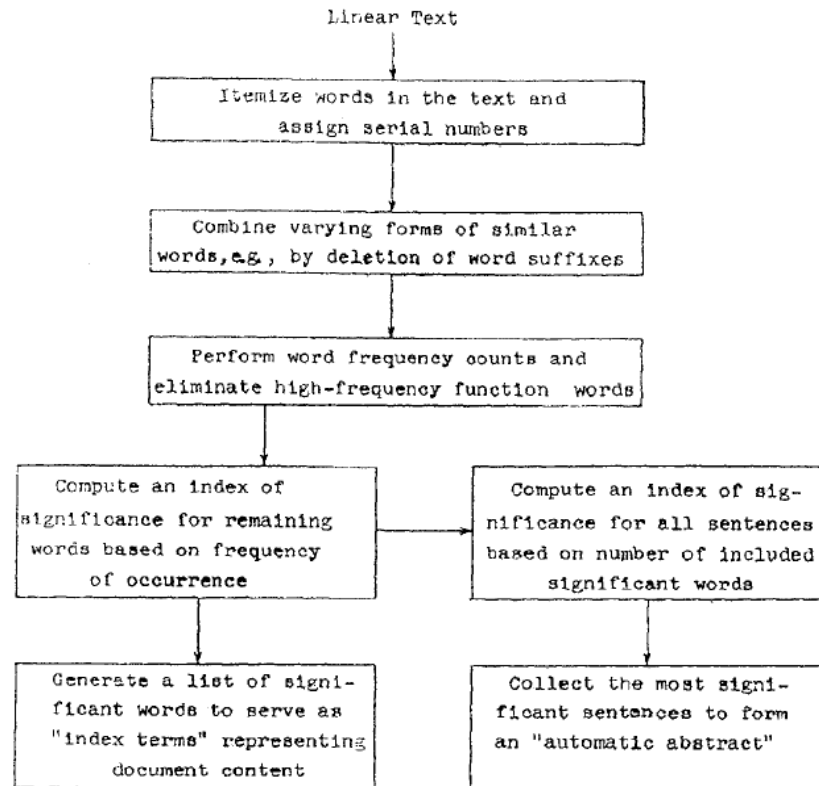 Linear Text
Itemize words in the text and
assign serial numbers
Combine varying forms of similar
words,e.g., by deletion of word suffixes
Perform word frequency counts and
eliminate high-frequency function words
Compute an index of
significance for remaining
words based on frequency
of occurrence
Compute an index of sig-
nificance for all sentences
based on number of included
significant words
Generate a list of signi-
ficant words to serve as
"index terms" representing
document content
Collect the most signi-
ficant sentences to form
an "automatic abstract"